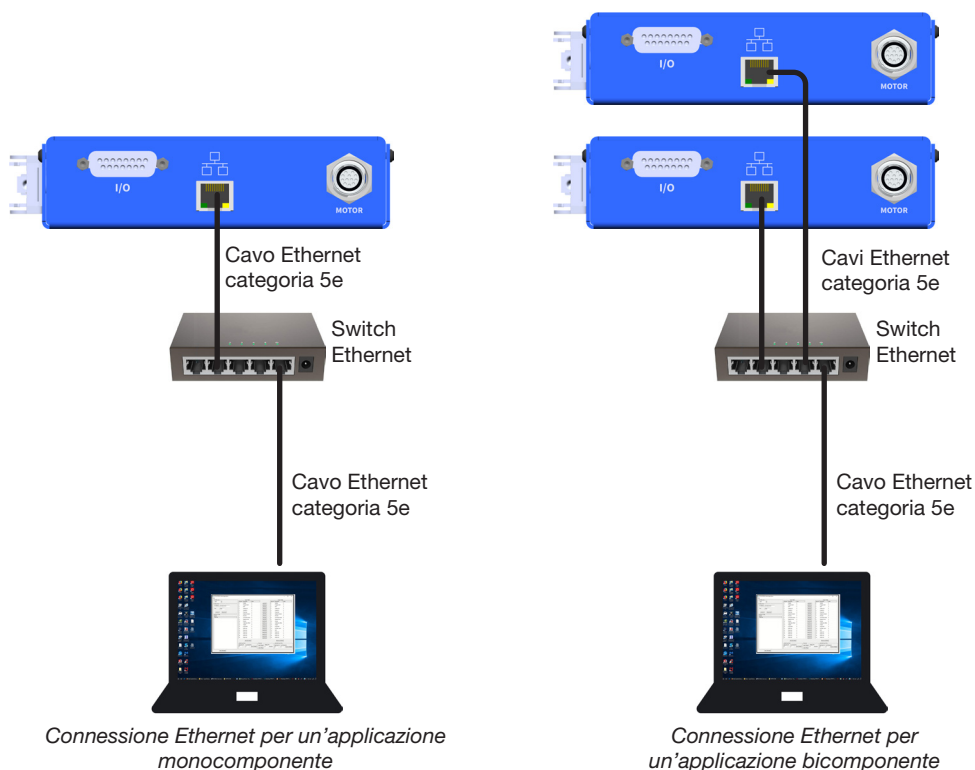 I/O
MOTOR
Cavo Ethernet
categoria 5e
Switch
Ethernet
Cavo Ethernet
categoria 5e
Connessione Ethernet per un'applicazione
monocomponente
I/O
MOTOR
I/O
MOTOR
Cavi Ethernet
categoria 5e
Switch
Ethernet
Cavo Ethernet
categoria 5e
Connessione Ethernet per
un'applicazione bicomponente